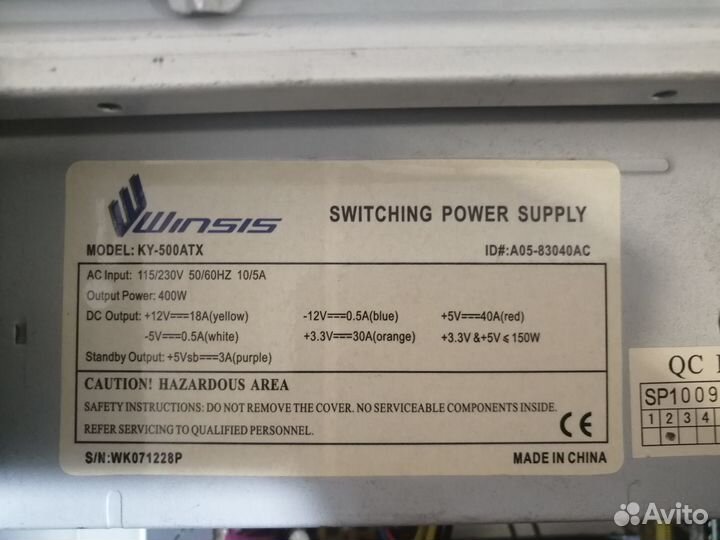 Winsis
SWITCHING POWER SUPPLY
MODEL: KY-500ATX
ID#:A05-83040AC
AC Input: 115/230V 50/60HZ 10/5A
Output Power: 400W
DC Output: +12V⎓18A(yellow) -12V⎓0.5A(blue) +5V⎓40A(red)
-5V⎓0.5A(white) +3.3V⎓30A(orange) +3.3V &+5V≤150W
Standby Output: +5Vsb⎓3A(purple)
CAUTION! HAZARDOUS AREA
SAFETY INSTRUCTIONS: DO NOT REMOVE THE COVER. NO SERVICEABLE COMPONENTS INSIDE.
REFER SERVICING TO QUALIFIED PERSONNEL.
CE
S/N:WK071228P
MADE IN CHINA
QC
SP1009
1 2 3 4
Avito